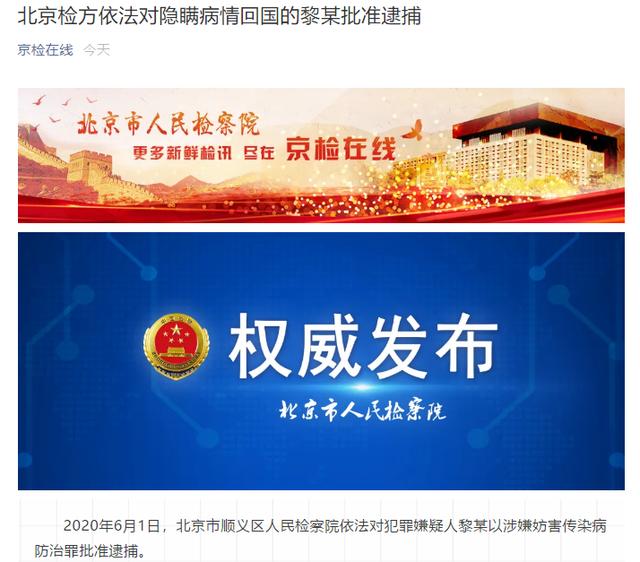 北京检方依法对隐瞒病情回国的黎某批准逮捕
京检在线 今天
北京市人民检察院
更多新鲜检讯 尽在 京检在线
权威发布
北京市人民检察院
2020年6月1日，北京市顺义区人民检察院依法对犯罪嫌疑人黎某以涉嫌妨害传染病
防治罪批准逮捕。